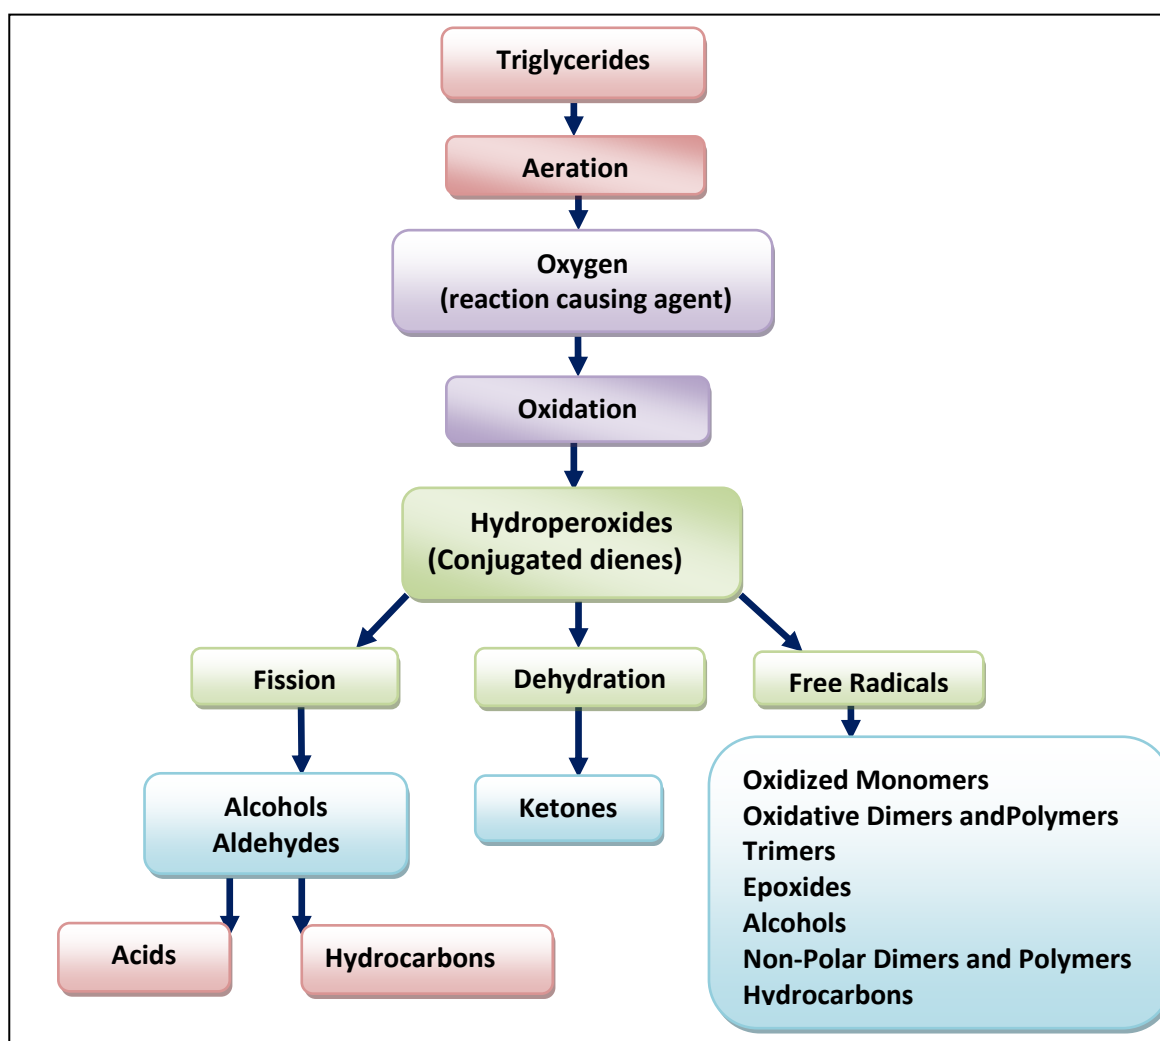 Triglycerides
Aeration
Oxygen
(reaction causing agent)
Oxidation
Hydroperoxides
(Conjugated dienes)
Fission
Dehydration
Free Radicals
Alcohols
Aldehydes
Ketones
Oxidized Monomers
Oxidative Dimers andPolymers
Trimers
Epoxides
Alcohols
Non-Polar Dimers and Polymers
Hydrocarbons
Acids
Hydrocarbons